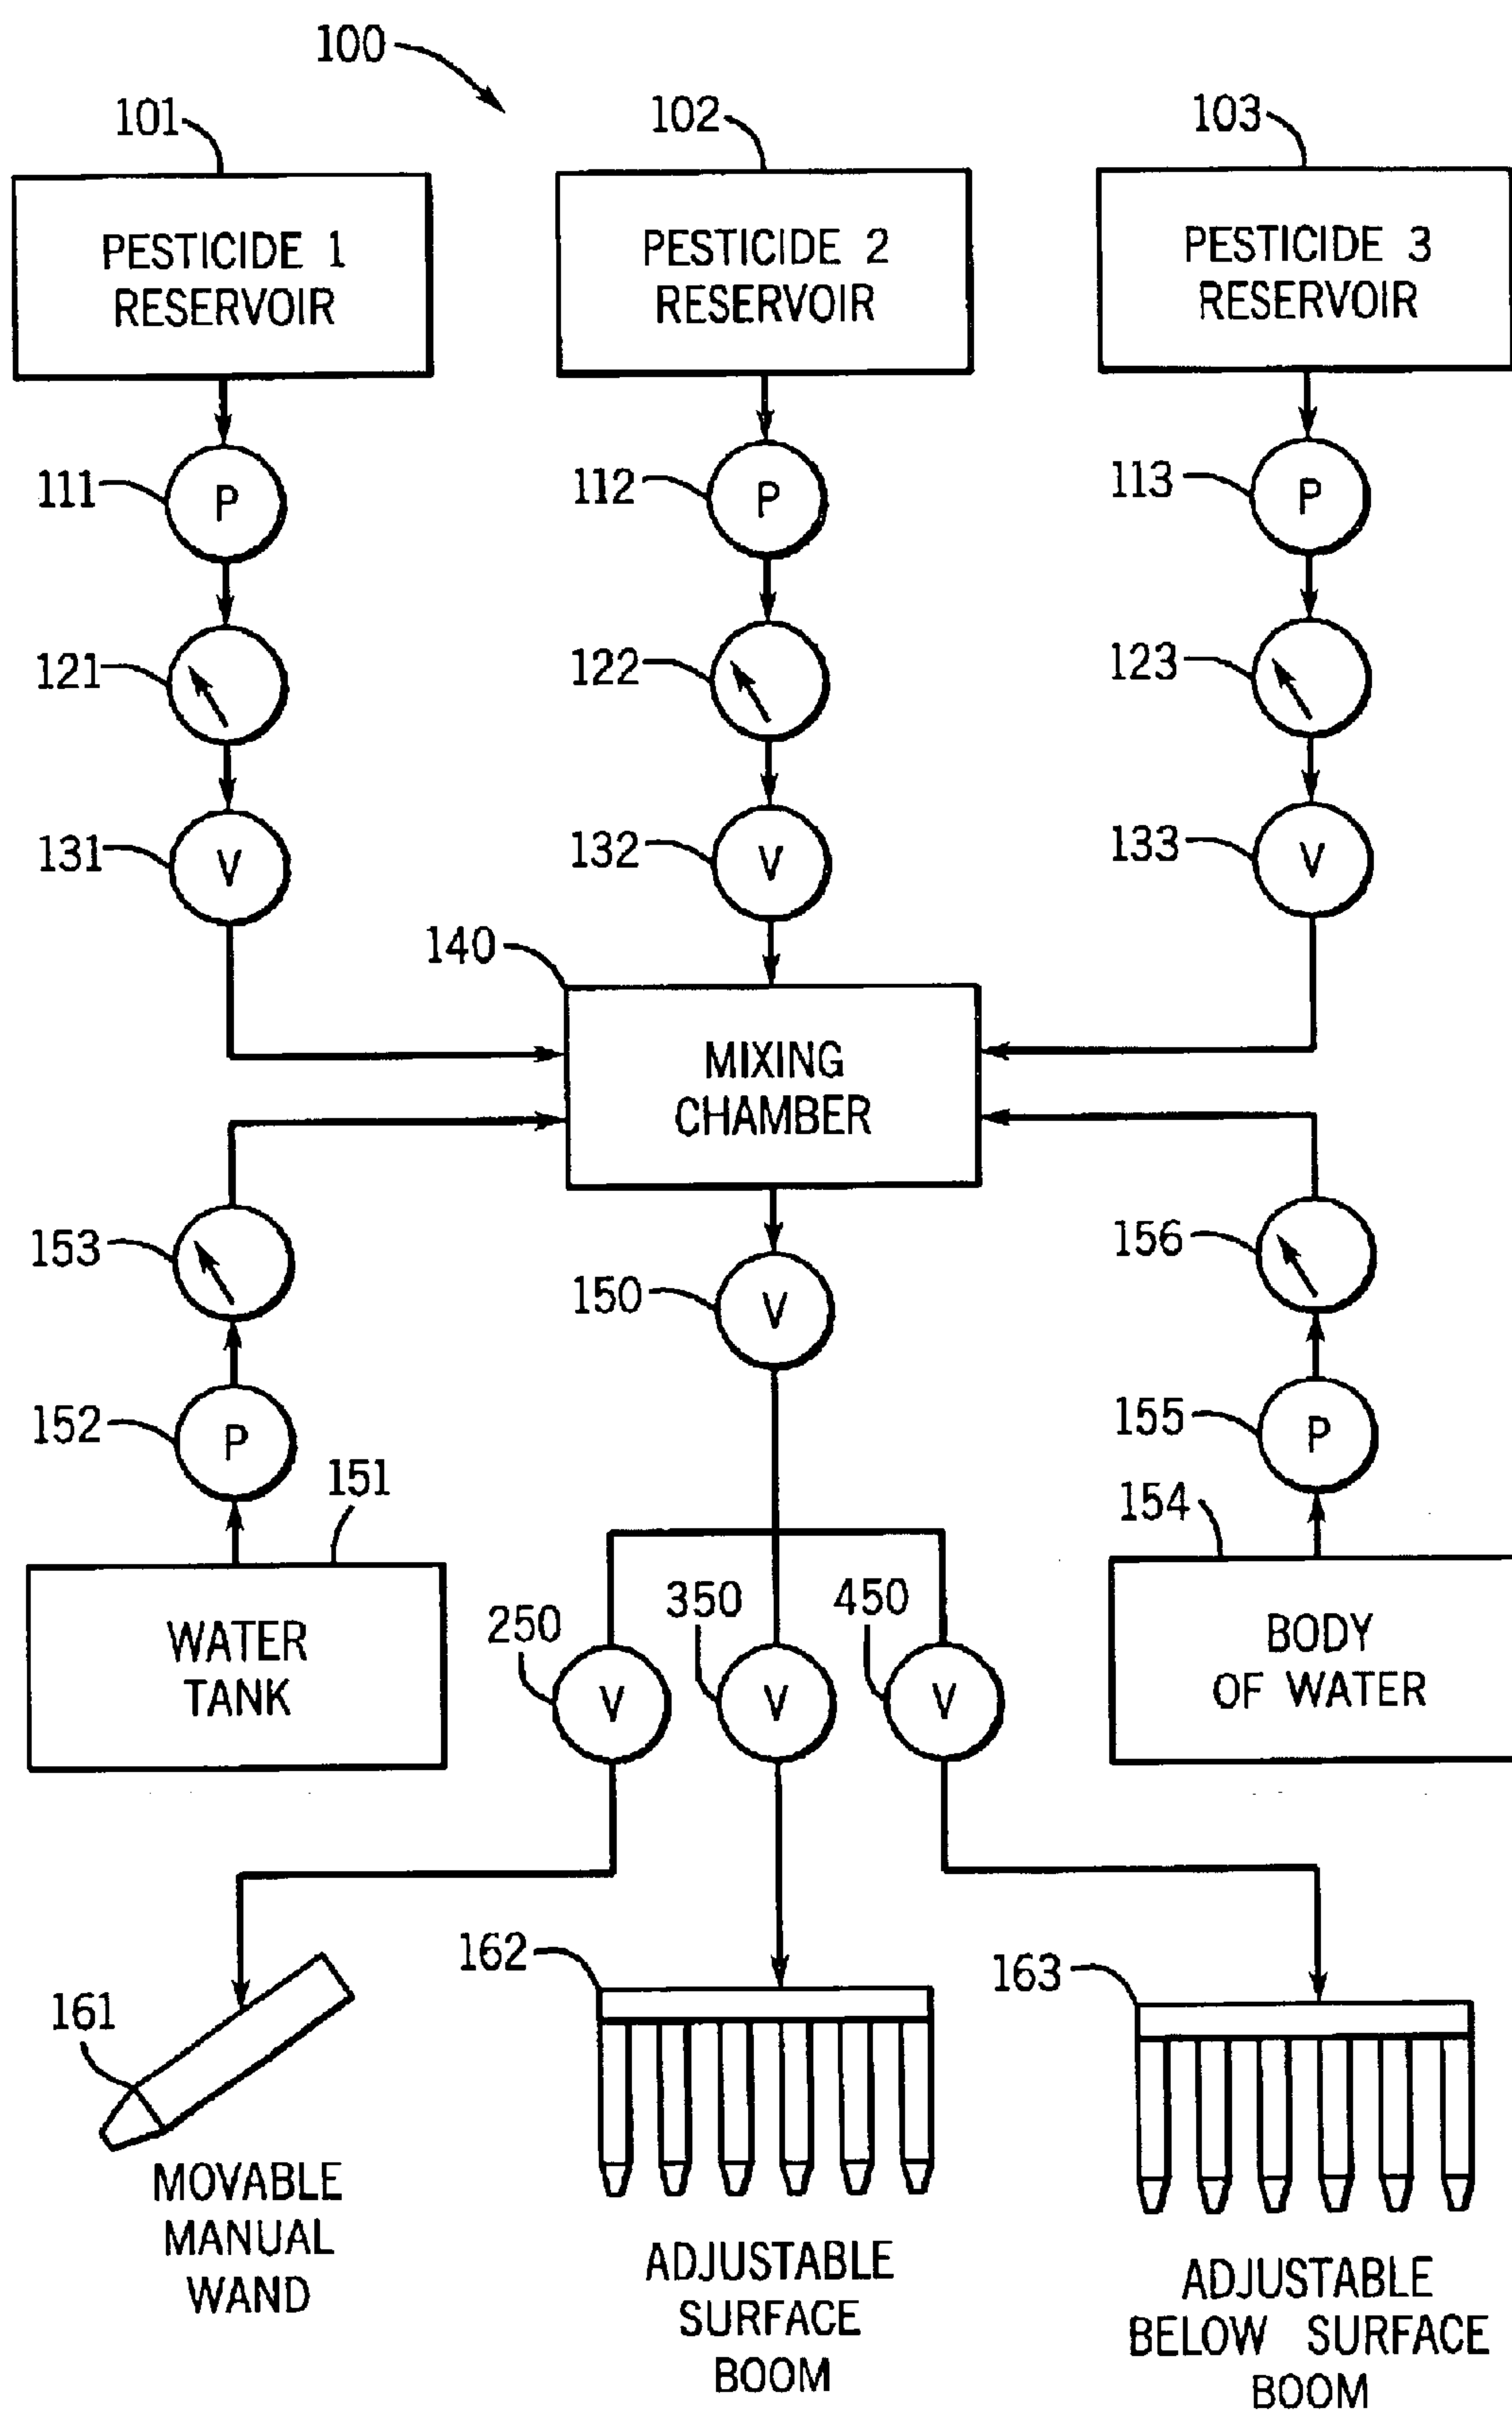 100
101
102
103
PESTICIDE 1
RESERVOIR
PESTICIDE 2
RESERVOIR
PESTICIDE 3
RESERVOIR
111
P
112
P
113
P
121
122
123
131
V
132
V
133
V
140
MIXING
CHAMBER
153
156
150
V
152
P
155
P
151
154
WATER
TANK
250
V
350
V
450
V
BODY
OF WATER
161
162
163
MOVABLE
MANUAL
WAND
ADJUSTABLE
SURFACE
BOOM
ADJUSTABLE
BELOW SURFACE
BOOM